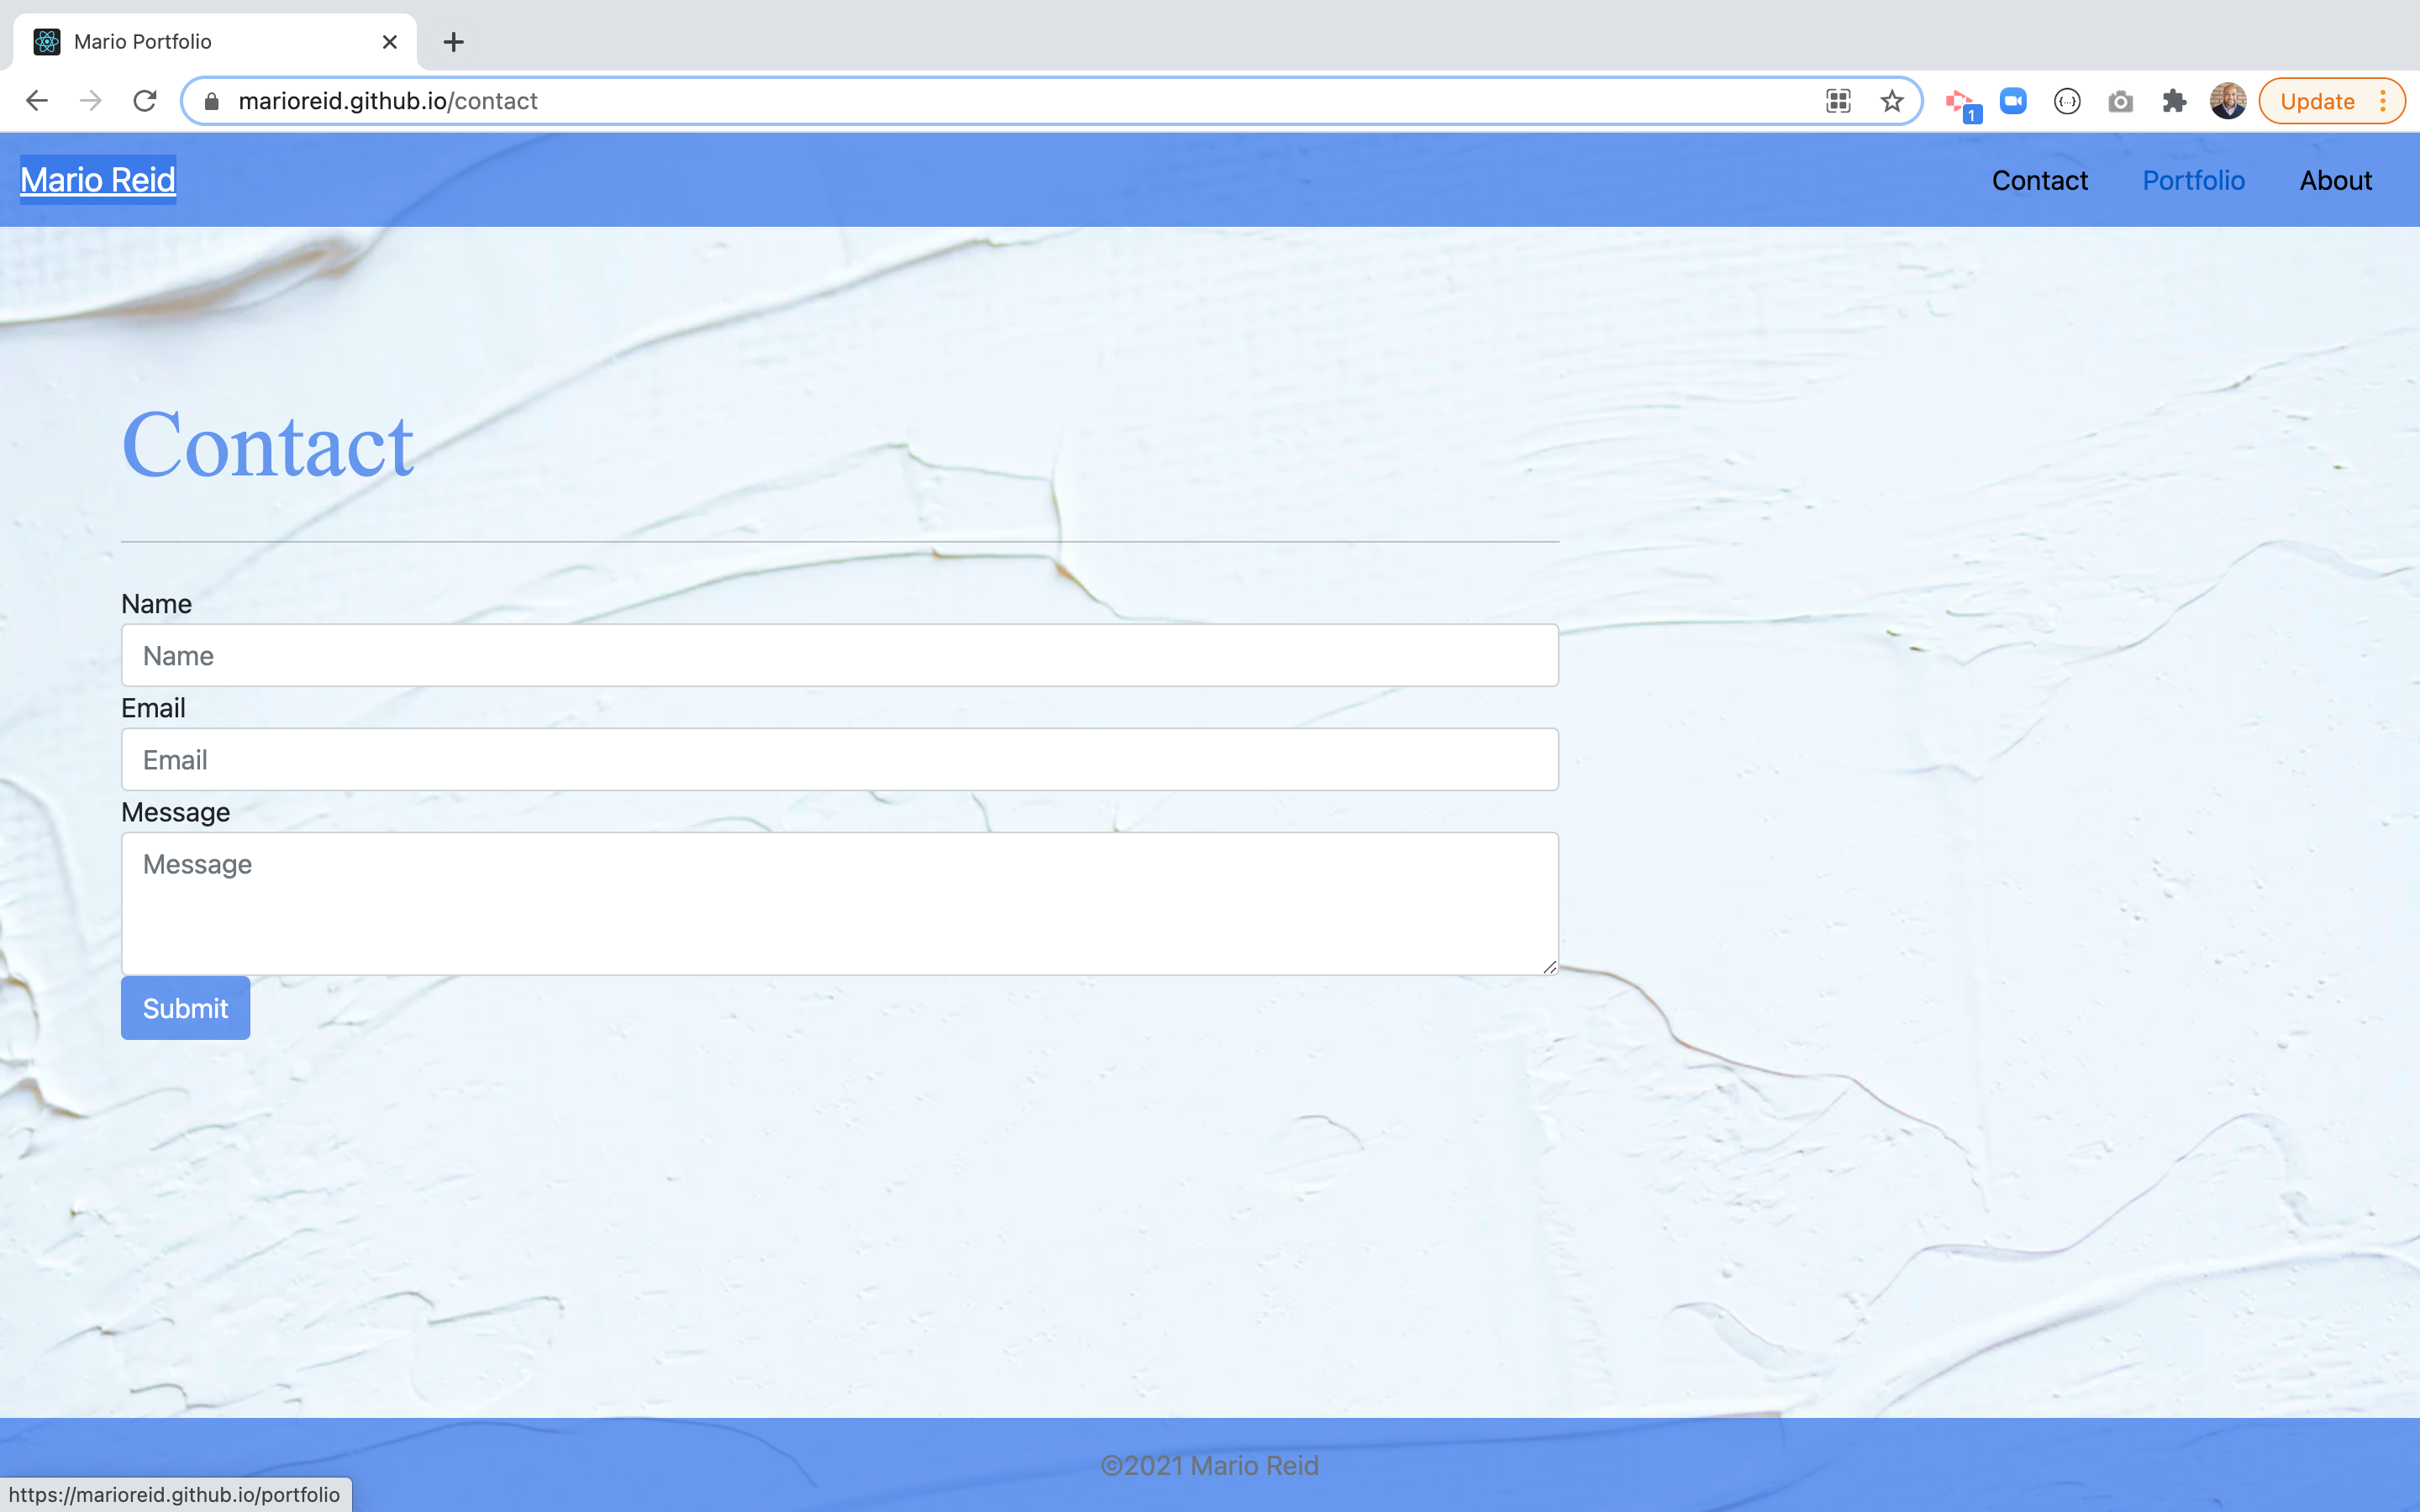 Mario Portfolio
marioreid.github.io/contact
1
Update
Mario Reid
Contact Portfolio About
Contact
Name
Name
Email
Email
Message
Message
Submit
©2021 Mario Reid
https://marioreid.github.io/portfolio